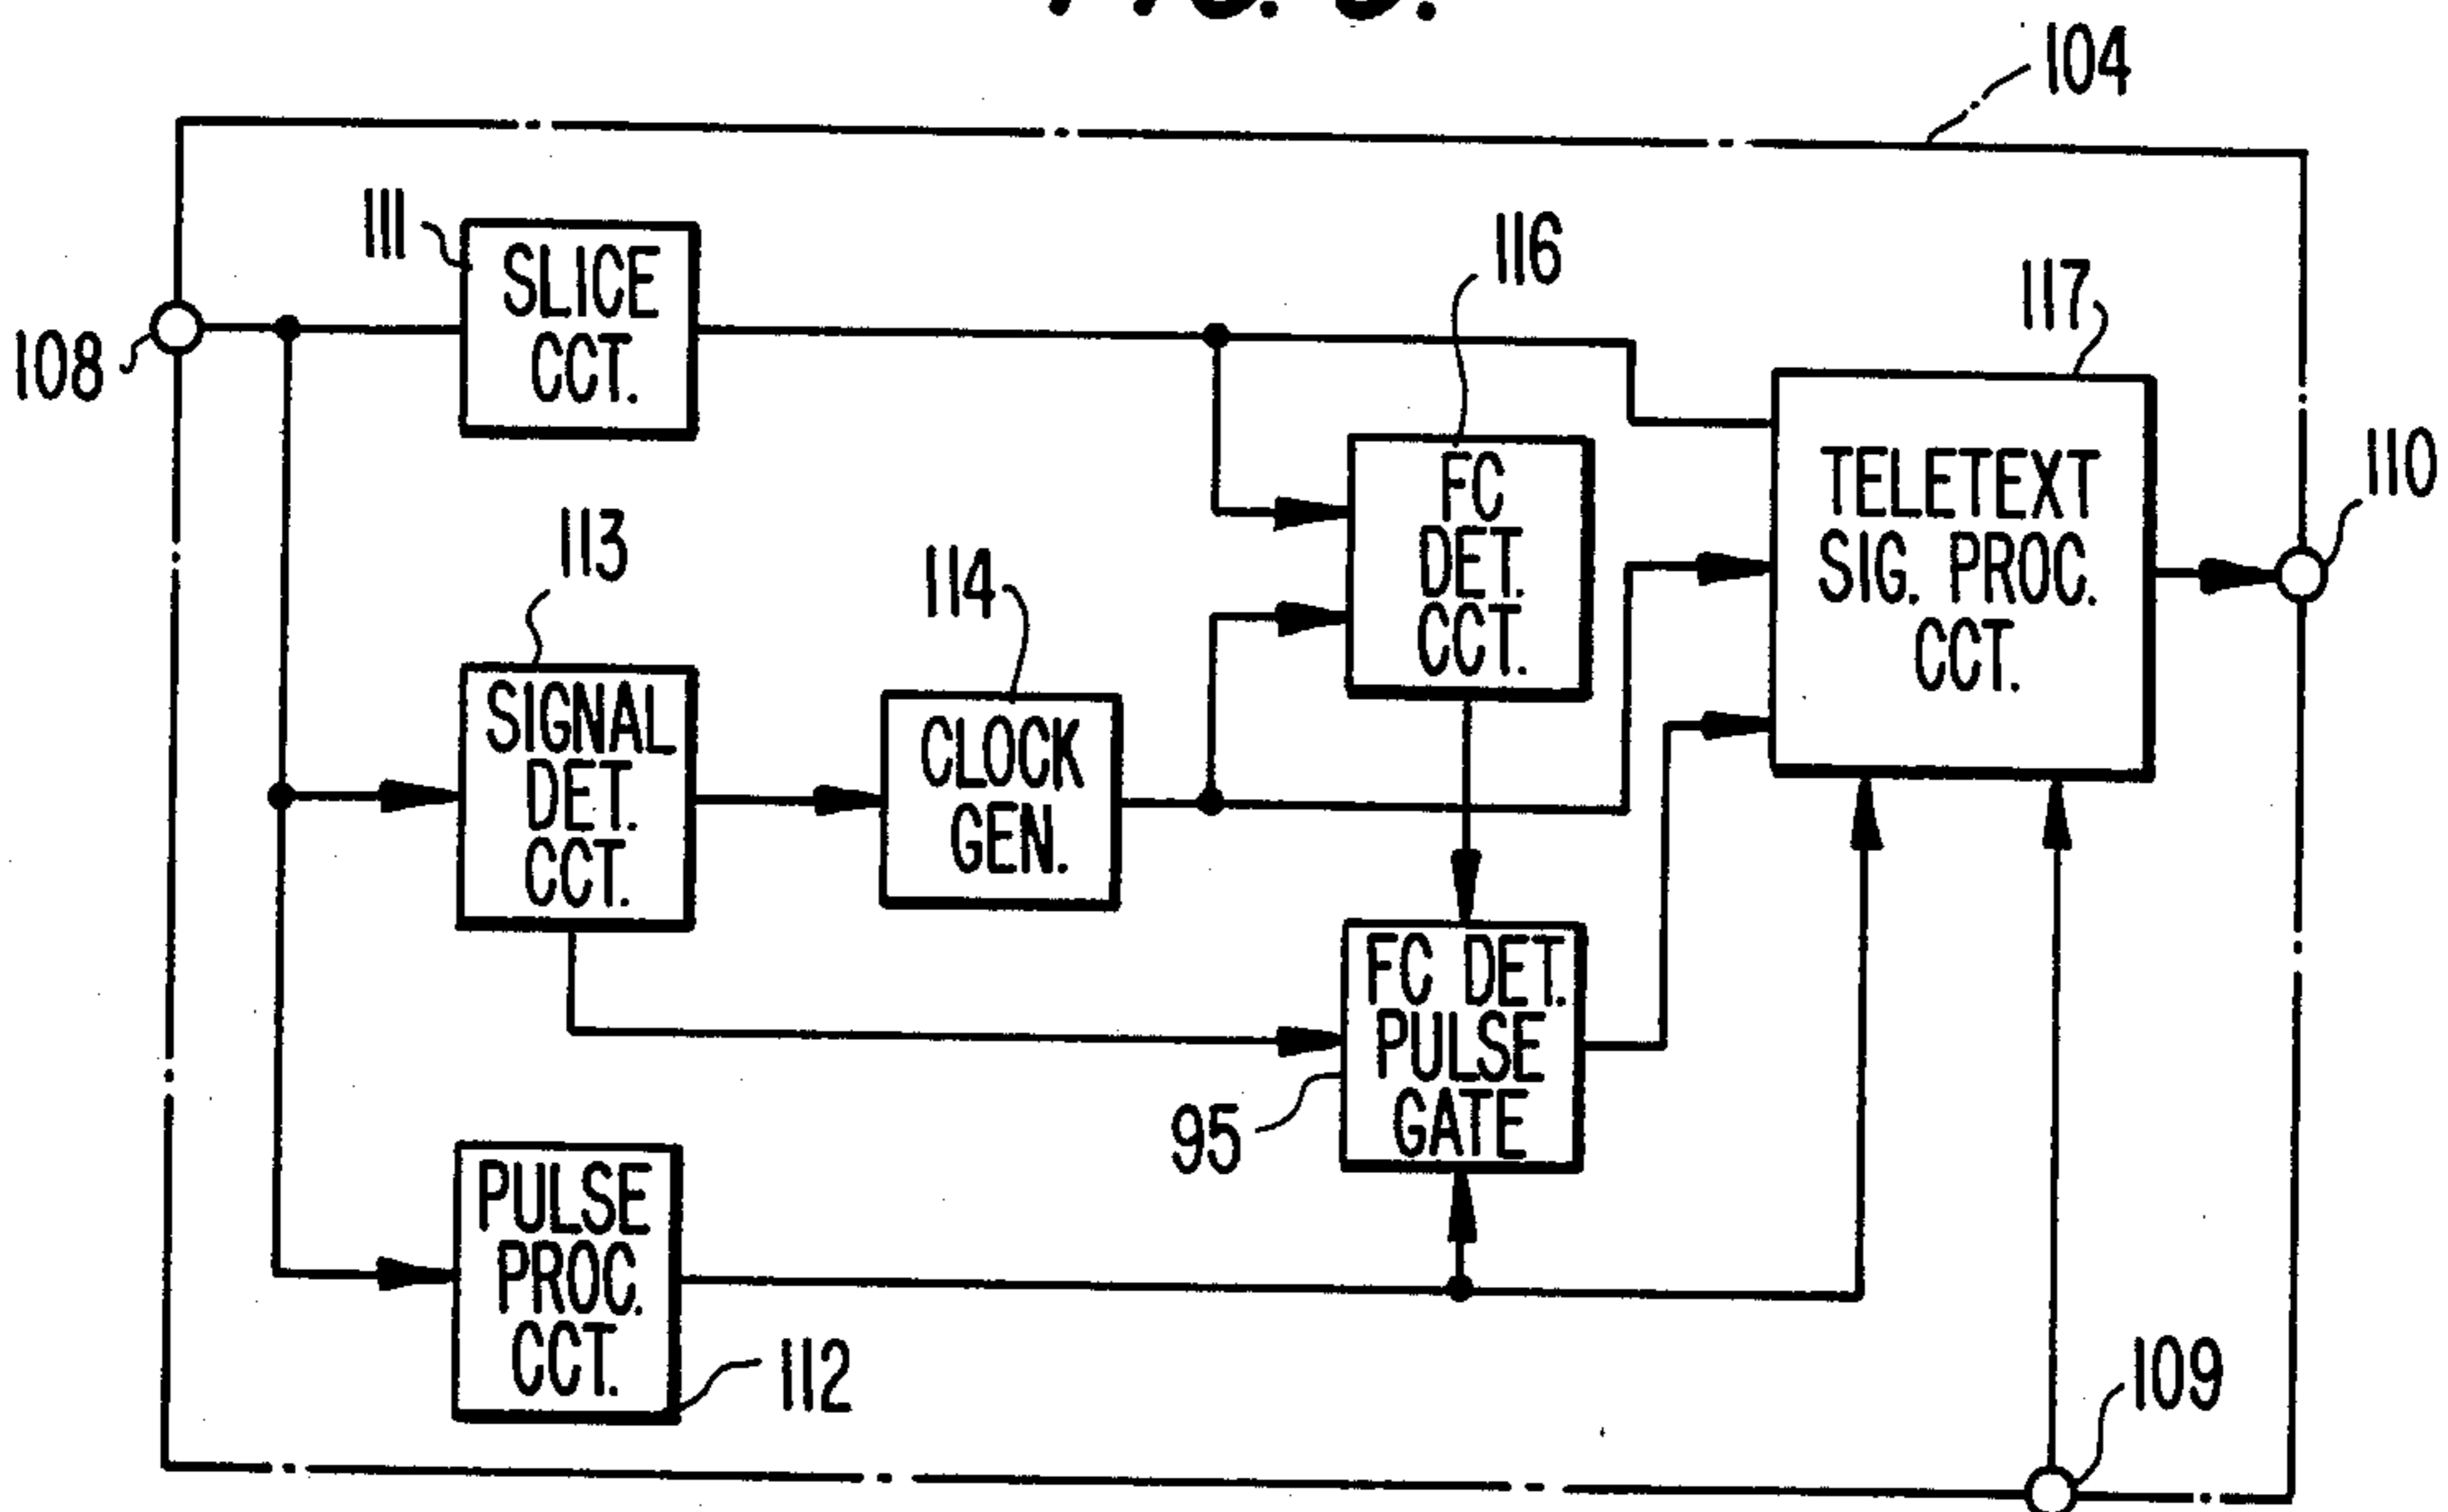 104
111
SLICE
CCT.
108
116
117
FC
DET.
CCT.
TELETEXT
SIG. PROC.
CCT.
110
113
SIGNAL
DET.
CCT.
114
CLOCK
GEN.
FC DET.
PULSE
GATE
95
PULSE
PROC.
CCT.
112
109